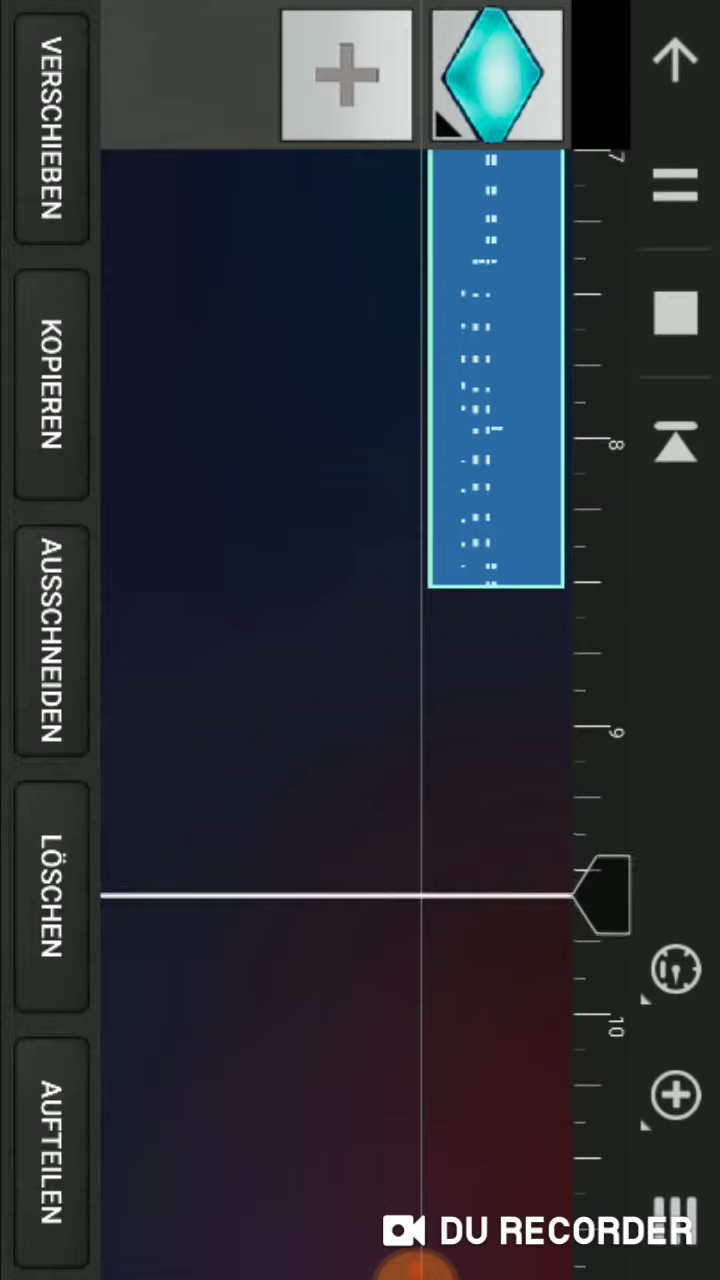 7
8
9
10
VERSCHIEBEN
KOPIEREN
AUSSCHNEIDEN
LÖSCHEN
AUFTEILEN
DU RECORDER